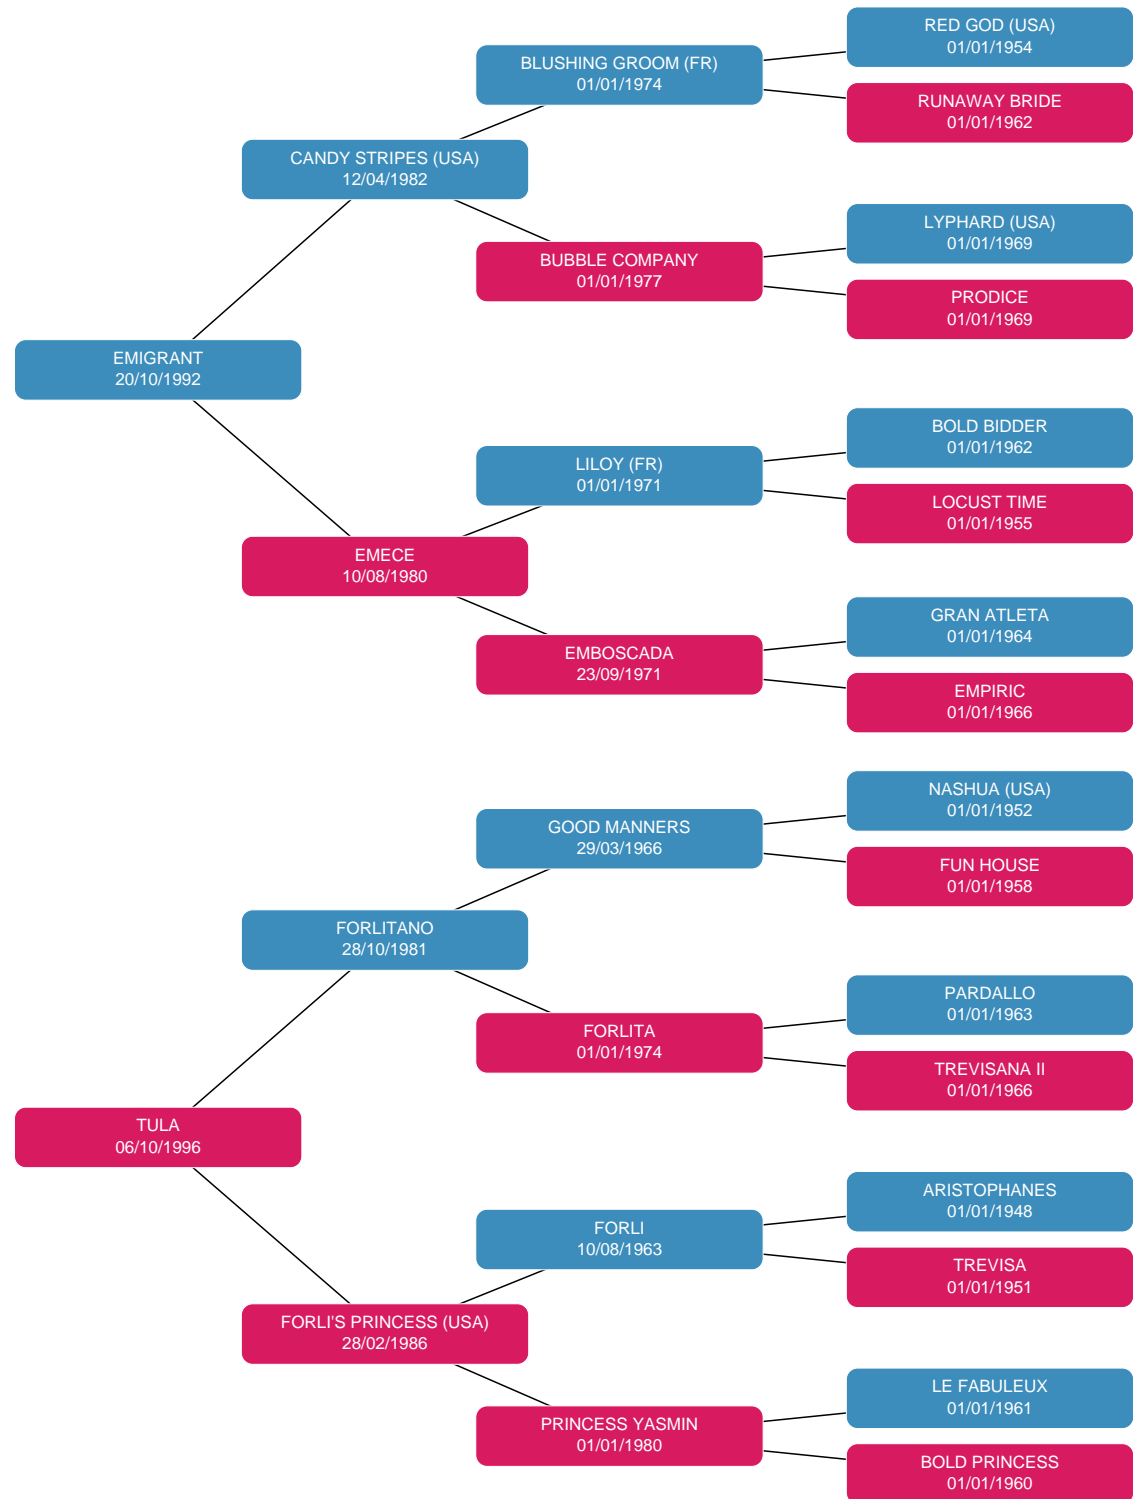 RED GOD (USA)
01/01/1954
BLUSHING GROOM (FR)
01/01/1974
RUNAWAY BRIDE
01/01/1962
CANDY STRIPES (USA)
12/04/1982
LYPHARD (USA)
01/01/1969
BUBBLE COMPANY
01/01/1977
PRODICE
01/01/1969
EMIGRANT
20/10/1992
BOLD BIDDER
01/01/1962
LILOY (FR)
01/01/1971
LOCUST TIME
01/01/1955
EMECE
10/08/1980
GRAN ATLETA
01/01/1964
EMBOSCADA
23/09/1971
EMPIRIC
01/01/1966
NASHUA (USA)
01/01/1952
GOOD MANNERS
29/03/1966
FUN HOUSE
01/01/1958
FORLITANO
28/10/1981
PARDALLO
01/01/1963
FORLITA
01/01/1974
TREVISANA II
01/01/1966
TULA
06/10/1996
ARISTOPHANES
01/01/1948
FORLI
10/08/1963
TREVISA
01/01/1951
FORLI'S PRINCESS (USA)
28/02/1986
LE FABULEUX
01/01/1961
PRINCESS YASMIN
01/01/1980
BOLD PRINCESS
01/01/1960